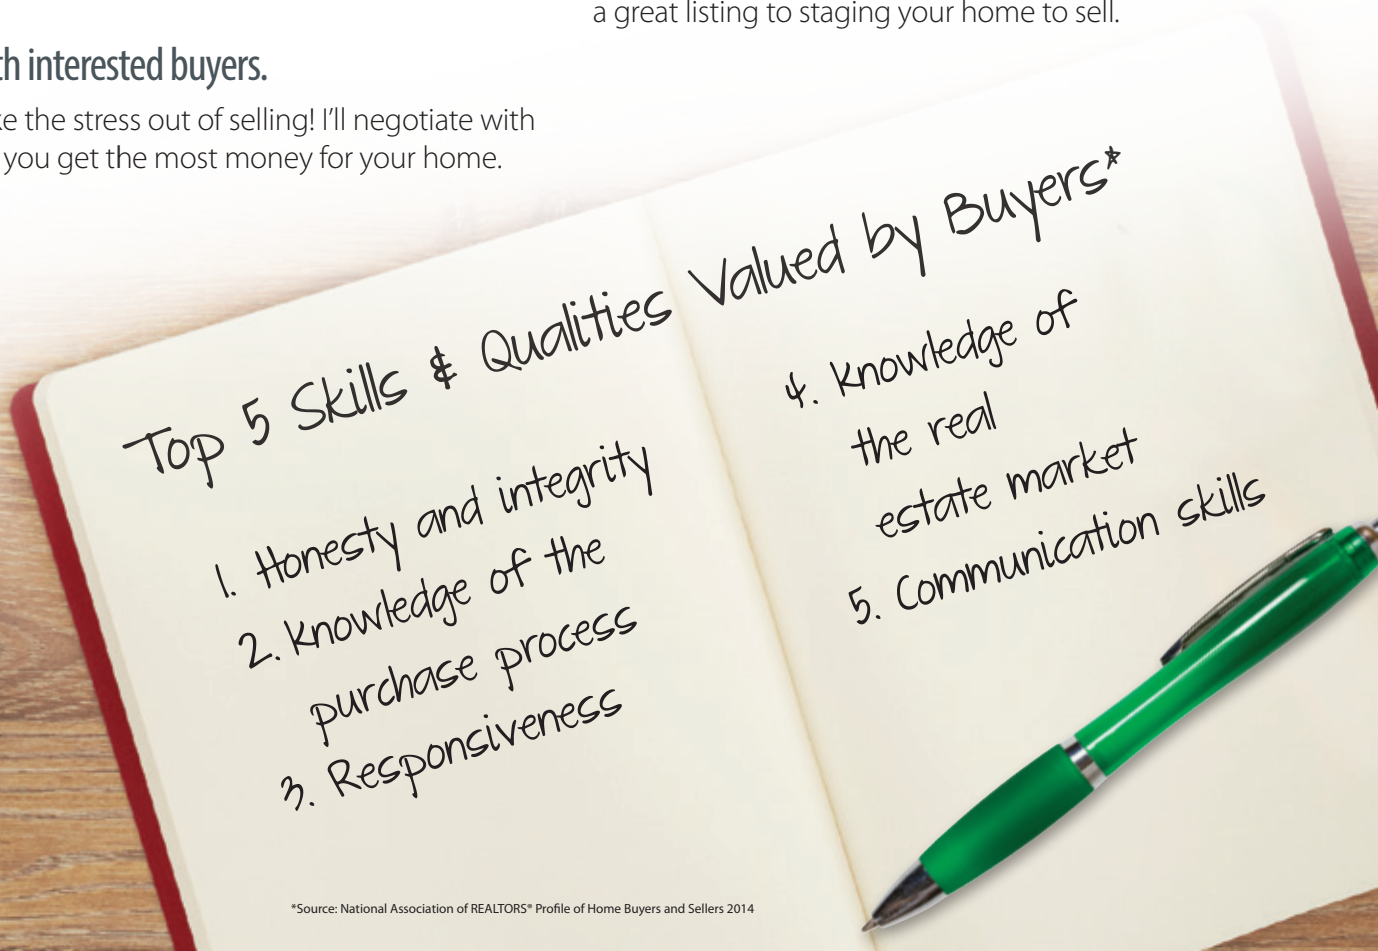 a great listing to staging your home to sell.
th interested buyers.
ke the stress out of selling! I'll negotiate with
you get the most money for your home.
Top 5 Skills & Qualities Valued by Buyers*
1. Honesty and integrity
2. Knowledge of the
purchase process
3. Responsiveness
4. Knowledge of
the real
estate market
5. Communication skills
*Source: National Association of REALTORS® Profile of Home Buyers and Sellers 2014